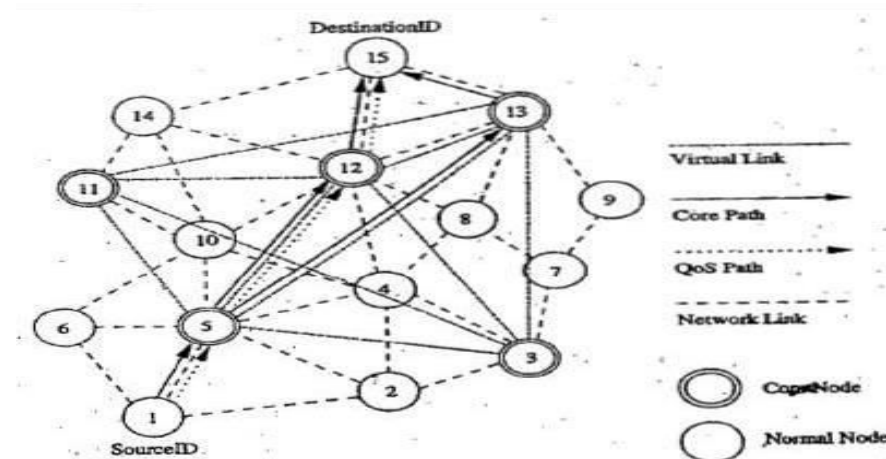 DestinationID
15
14
13
12
11
9
8
10
7
4
6
5
3
2
1
SourceID
Virtual Link
Core Path
QoS Path
Network Link
Node
Normal Node